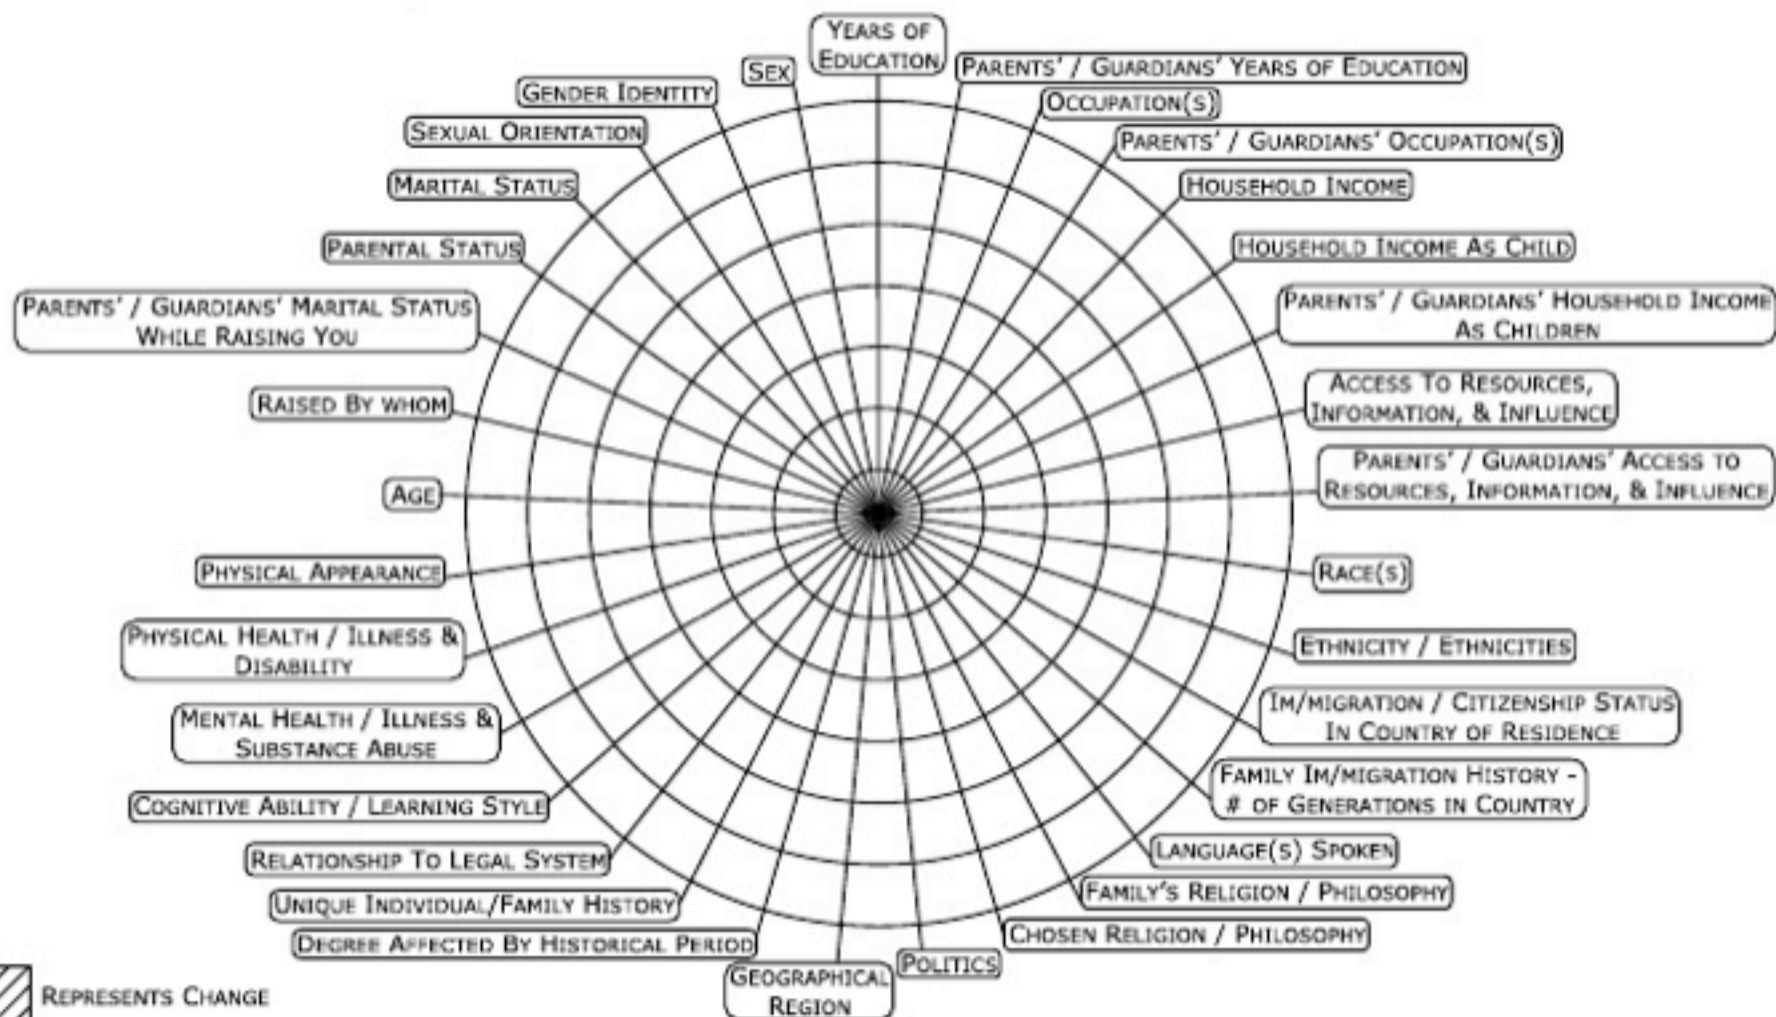 YEARS OF
EDUCATION
PARENTS' / GUARDIANS' YEARS OF EDUCATION
OCCUPATION(S)
PARENTS' / GUARDIANS' OCCUPATION(S)
HOUSEHOLD INCOME
HOUSEHOLD INCOME AS CHILD
PARENTS' / GUARDIANS' HOUSEHOLD INCOME
AS CHILDREN
ACCESS TO RESOURCES,
INFORMATION, & INFLUENCE
PARENTS' / GUARDIANS' ACCESS TO
RESOURCES, INFORMATION, & INFLUENCE
RACE(S)
ETHNICITY / ETHNICITIES
IM/MIGRATION / CITIZENSHIP STATUS
IN COUNTRY OF RESIDENCE
FAMILY IM/MIGRATION HISTORY -
# OF GENERATIONS IN COUNTRY
LANGUAGE(S) SPOKEN
FAMILY'S RELIGION / PHILOSOPHY
CHOSEN RELIGION / PHILOSOPHY
POLITICS
GEOGRAPHICAL
REGION
DEGREE AFFECTED BY HISTORICAL PERIOD
UNIQUE INDIVIDUAL/FAMILY HISTORY
RELATIONSHIP TO LEGAL SYSTEM
COGNITIVE ABILITY / LEARNING STYLE
MENTAL HEALTH / ILLNESS &
SUBSTANCE ABUSE
PHYSICAL HEALTH / ILLNESS &
DISABILITY
PHYSICAL APPEARANCE
AGE
RAISED BY WHOM
PARENTS' / GUARDIANS' MARITAL STATUS
WHILE RAISING YOU
PARENTAL STATUS
MARITAL STATUS
SEXUAL ORIENTATION
GENDER IDENTITY
SEX
REPRESENTS CHANGE